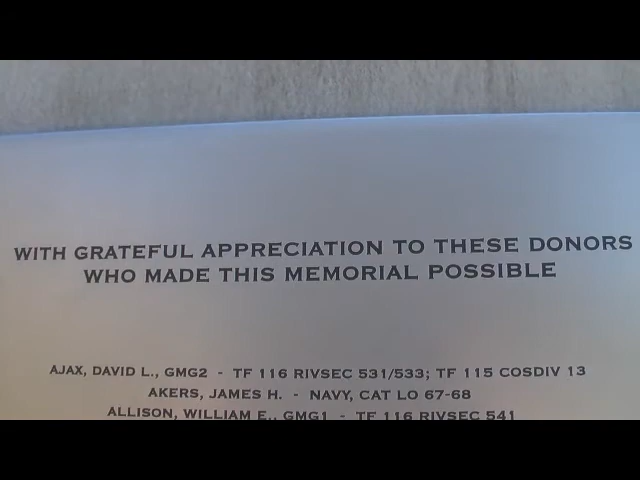 WITH GRATEFUL APPRECIATION TO THESE DONORS
WHO MADE THIS MEMORIAL POSSIBLE
AJAX, DAVID L., GMG2 - TF 116 RIVSEC 531/533; TF 115 COSDIV 13
AKERS, JAMES H. - NAVY, CAT LO 67-68
ALLISON, WILLIAM E., GMG1 - TF 116 RIVSEC 541